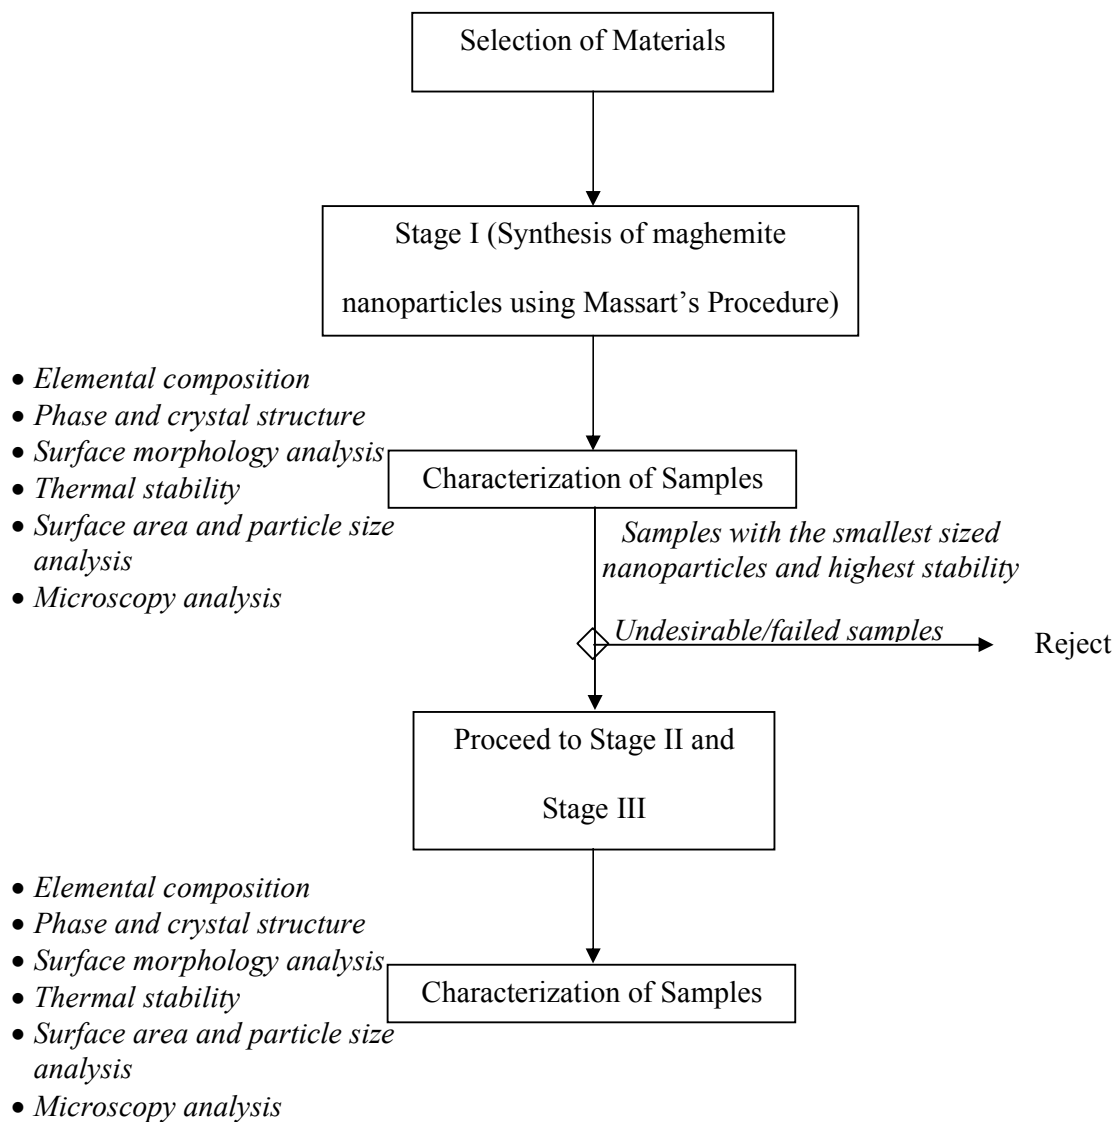 Selection of Materials
Stage I (Synthesis of maghemite
nanoparticles using Massart’s Procedure)
• Elemental composition
• Phase and crystal structure
• Surface morphology analysis
• Thermal stability
• Surface area and particle size
analysis
• Microscopy analysis
Characterization of Samples
Samples with the smallest sized
nanoparticles and highest stability
Undesirable/failed samples
Reject
Proceed to Stage II and
Stage III
• Elemental composition
• Phase and crystal structure
• Surface morphology analysis
• Thermal stability
• Surface area and particle size
analysis
• Microscopy analysis
Characterization of Samples